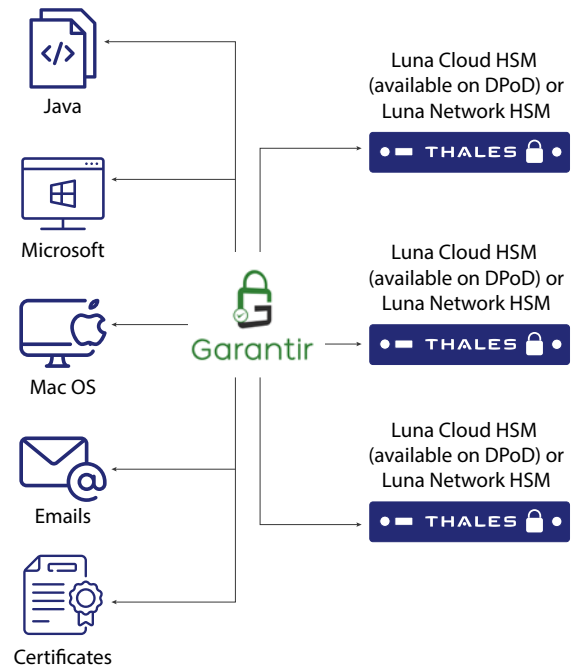 Java
Microsoft
Mac OS
Emails
Certificates
Garantir
Luna Cloud HSM
(available on DPoD) or
Luna Network HSM
THALES
Luna Cloud HSM
(available on DPoD) or
Luna Network HSM
THALES
Luna Cloud HSM
(available on DPoD) or
Luna Network HSM
THALES